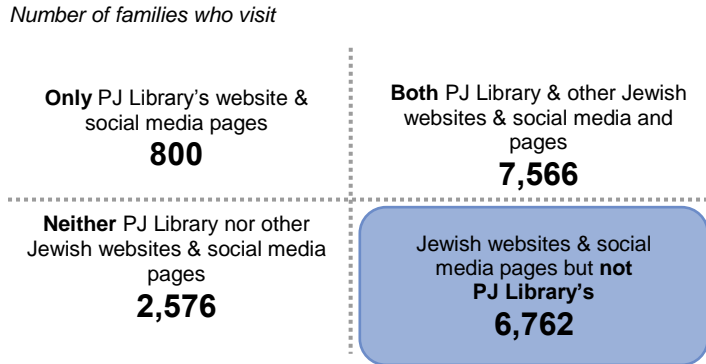 Number of families who visit
Only PJ Library's website &
social media pages
800
Both PJ Library & other Jewish
websites & social media and
pages
7,566
Neither PJ Library nor other
Jewish websites & social media
pages
2,576
Jewish websites & social
media pages but not
PJ Library's
6,762